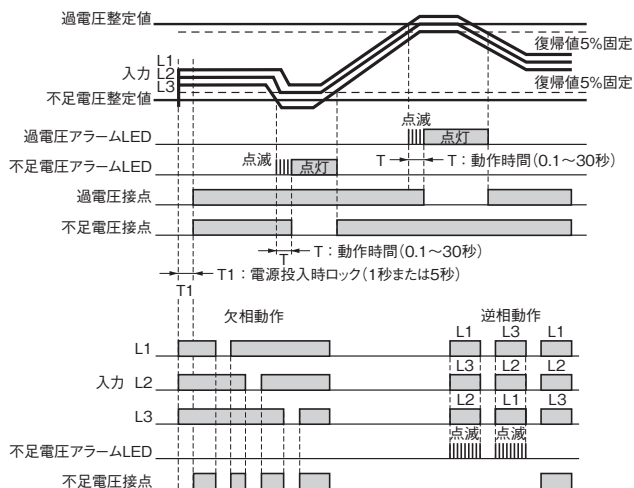 過電圧整定値
復帰値5%固定
L1
入力 L2
L3
復帰値5%固定
不足電圧整定値
点滅
過電圧アラームLED
点灯
T T：動作時間(0.1～30秒)
点滅
点灯
不足電圧アラームLED
過電圧接点
不足電圧接点
T：動作時間(0.1～30秒)
T
T1：電源投入時ロック(1秒または5秒)
T1
欠相動作
逆相動作
L1 L3 L1
L1
L3 L2 L2
入力 L2
L2 L1 L3
L3
点滅 点滅
不足電圧アラームLED
不足電圧接点